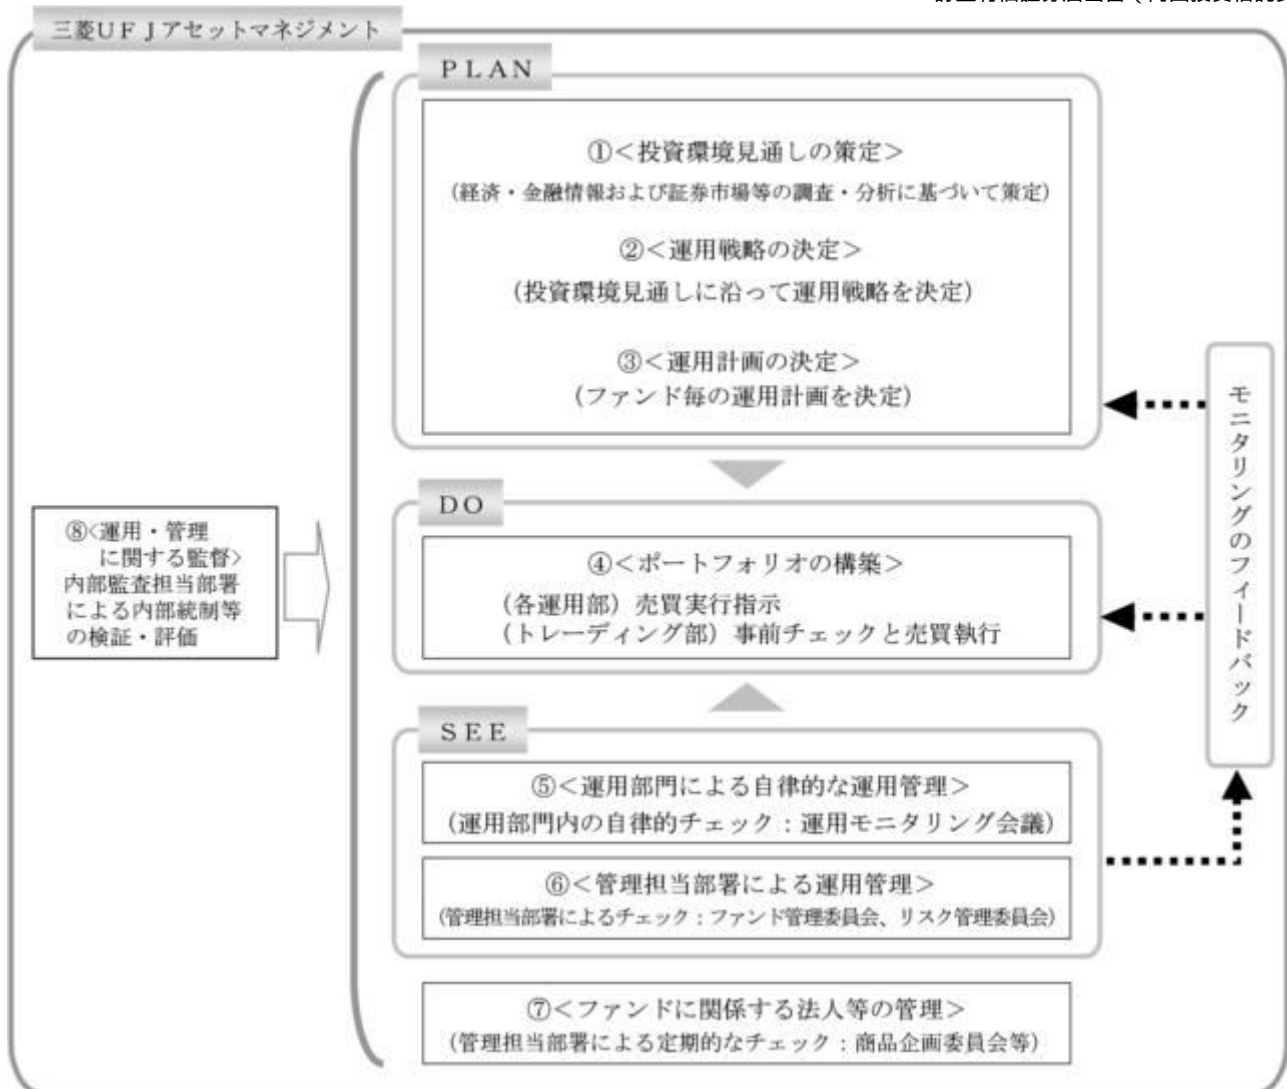 三菱UFJアセットマネジメント
PLAN
①<投資環境見通しの策定>
(経済・金融情報および証券市場等の調査・分析に基づいて策定)
②<運用戦略の決定>
(投資環境見通しに沿って運用戦略を決定)
③<運用計画の決定>
(ファンド毎の運用計画を決定)
DO
④<ポートフォリオの構築>
(各運用部)売買実行指示
(トレーディング部)事前チェックと売買執行
SEE
⑤<運用部門による自律的な運用管理>
(運用部門内の自律的チェック:運用モニタリング会議)
⑥<管理担当部署による運用管理>
(管理担当部署によるチェック:ファンド管理委員会、リスク管理委員会)
⑦<ファンドに関係する法人等の管理>
(管理担当部署による定期的なチェック:商品企画委員会等)
⑧<運用・管理
に関する監督>
内部監査担当部署
による内部統制等
の検証・評価
モニタリングのフィードバック